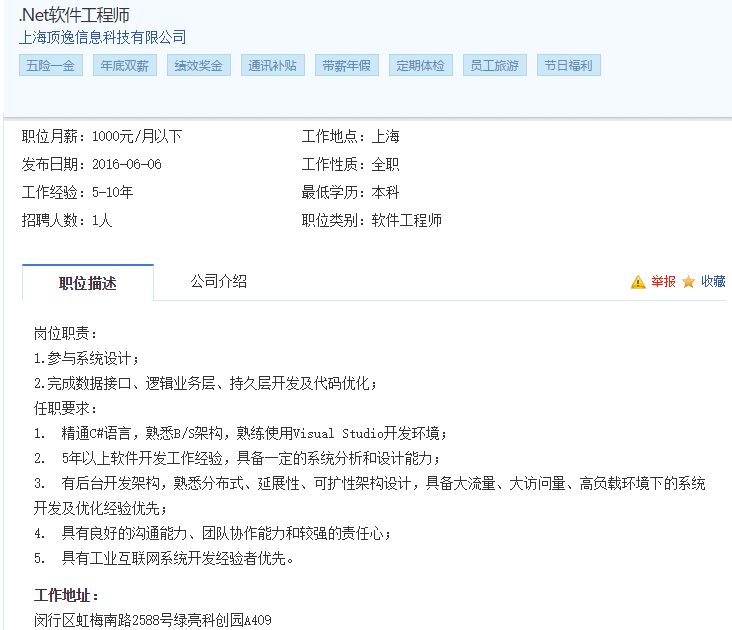 .Net软件工程师
上海顶逸信息科技有限公司
五险一金 年底双薪 绩效奖金 通讯补贴 带薪年假 定期体检 员工旅游 节日福利
职位月薪：1000元/月以下 工作地点：上海
发布日期：2016-06-06 工作性质：全职
工作经验：5-10年 最低学历：本科
招聘人数：1人 职位类别：软件工程师
职位描述 公司介绍 举报 收藏
岗位职责：
1.参与系统设计；
2.完成数据接口、逻辑业务层、持久层开发及代码优化；
任职要求：
1. 精通C#语言，熟悉B/S架构，熟练使用Visual Studio开发环境；
2. 5年以上软件开发工作经验，具备一定的系统分析和设计能力；
3. 有后台开发架构，熟悉分布式、延展性、可扩性架构设计，具备大流量、大访问量、高负载环境下的系统
开发及优化经验优先；
4. 具有良好的沟通能力、团队协作能力和较强的责任心；
5. 具有工业互联网系统开发经验者优先。
工作地址：
闵行区虹梅南路2588号绿亮科创园A409